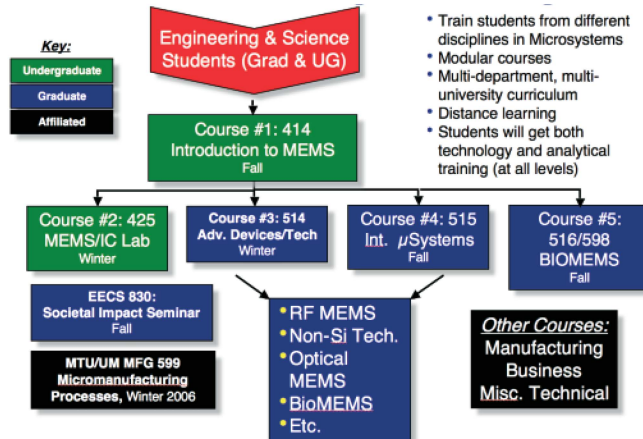 Key:
Undergraduate
Graduate
Affiliated
Engineering & Science
Students (Grad & UG)
• Train students from different
disciplines in Microsystems
• Modular courses
• Multi-department, multi-
university curriculum
• Distance learning
• Students will get both
technology and analytical
training (at all levels)
Course #1: 414
Introduction to MEMS
Fall
Course #2: 425
MEMS/IC Lab
Winter
Course #3: 514
Adv. Devices/Tech
Winter
Course #4: 515
Int. µSystems
Fall
Course #5:
516/598
BIOMEMS
Fall
EECS 830:
Societal Impact Seminar
Fall
MTU/UM MFG 599
Micromanufacturing
Processes, Winter 2006
• RF MEMS
• Non-Si Tech.
• Optical
MEMS
• BioMEMS
• Etc.
Other Courses:
Manufacturing
Business
Misc. Technical